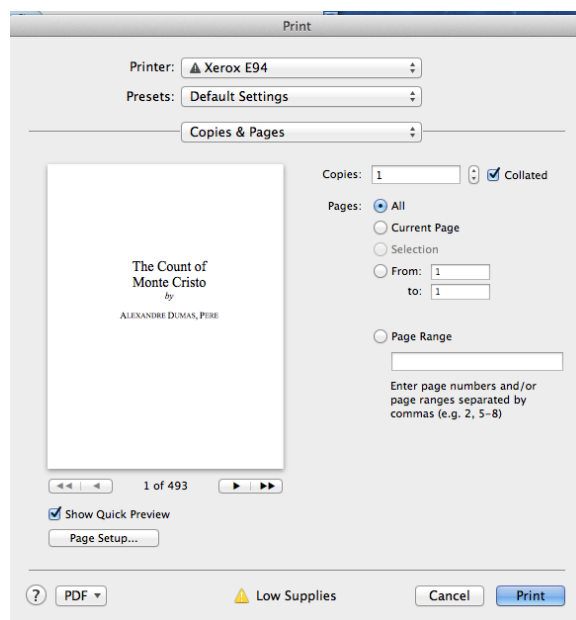 Print
Printer: Xerox E94
Presets: Default Settings
Copies & Pages
Copies: 1 Collated
Pages: All
Current Page
Selection
From: 1
to: 1
Page Range
Enter page numbers and/or
page ranges separated by
commas (e.g. 2, 5-8)
The Count of
Monte Cristo
by
ALEXANDRE DUMAS, PERE
1 of 493
Show Quick Preview
Page Setup...
? PDF
Low Supplies
Cancel
Print